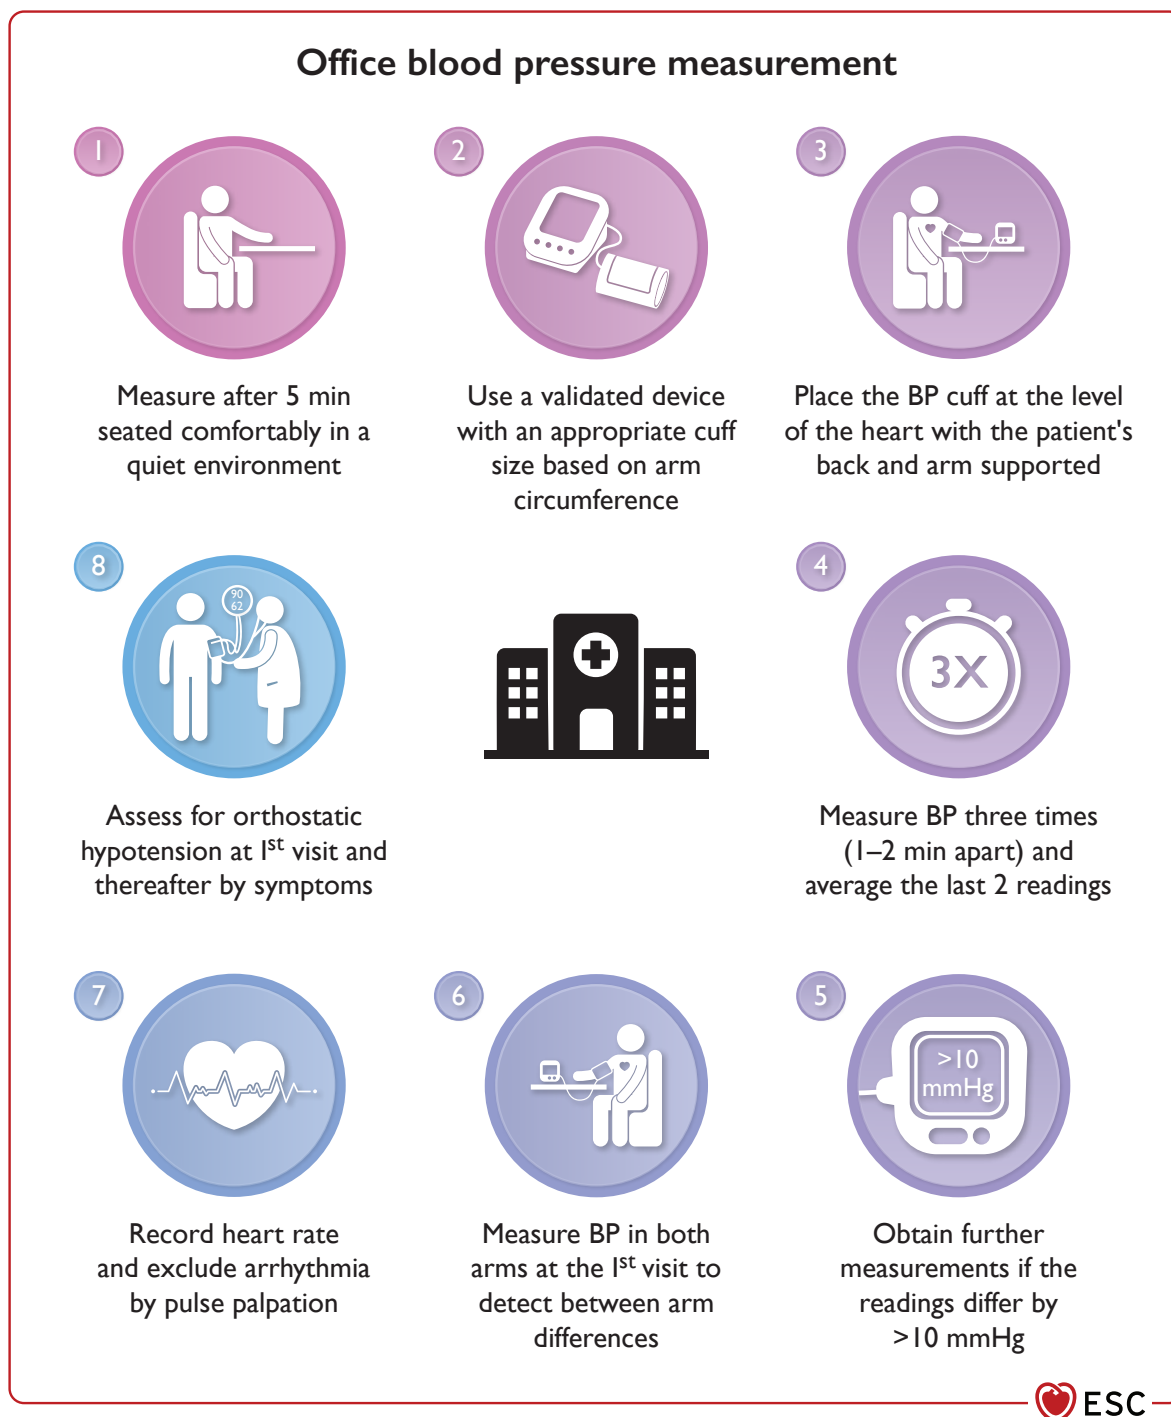 Office blood pressure measurement
1
Measure after 5 min
seated comfortably in a
quiet environment
2
Use a validated device
with an appropriate cuff
size based on arm
circumference
3
Place the BP cuff at the level
of the heart with the patient's
back and arm supported
4
3X
Measure BP three times
(1–2 min apart) and
average the last 2 readings
5
>10
mmHg
Obtain further
measurements if the
readings differ by
>10 mmHg
6
Measure BP in both
arms at the 1st visit to
detect between arm
differences
7
Record heart rate
and exclude arrhythmia
by pulse palpation
8
90
62
Assess for orthostatic
hypotension at 1st visit and
thereafter by symptoms
ESC